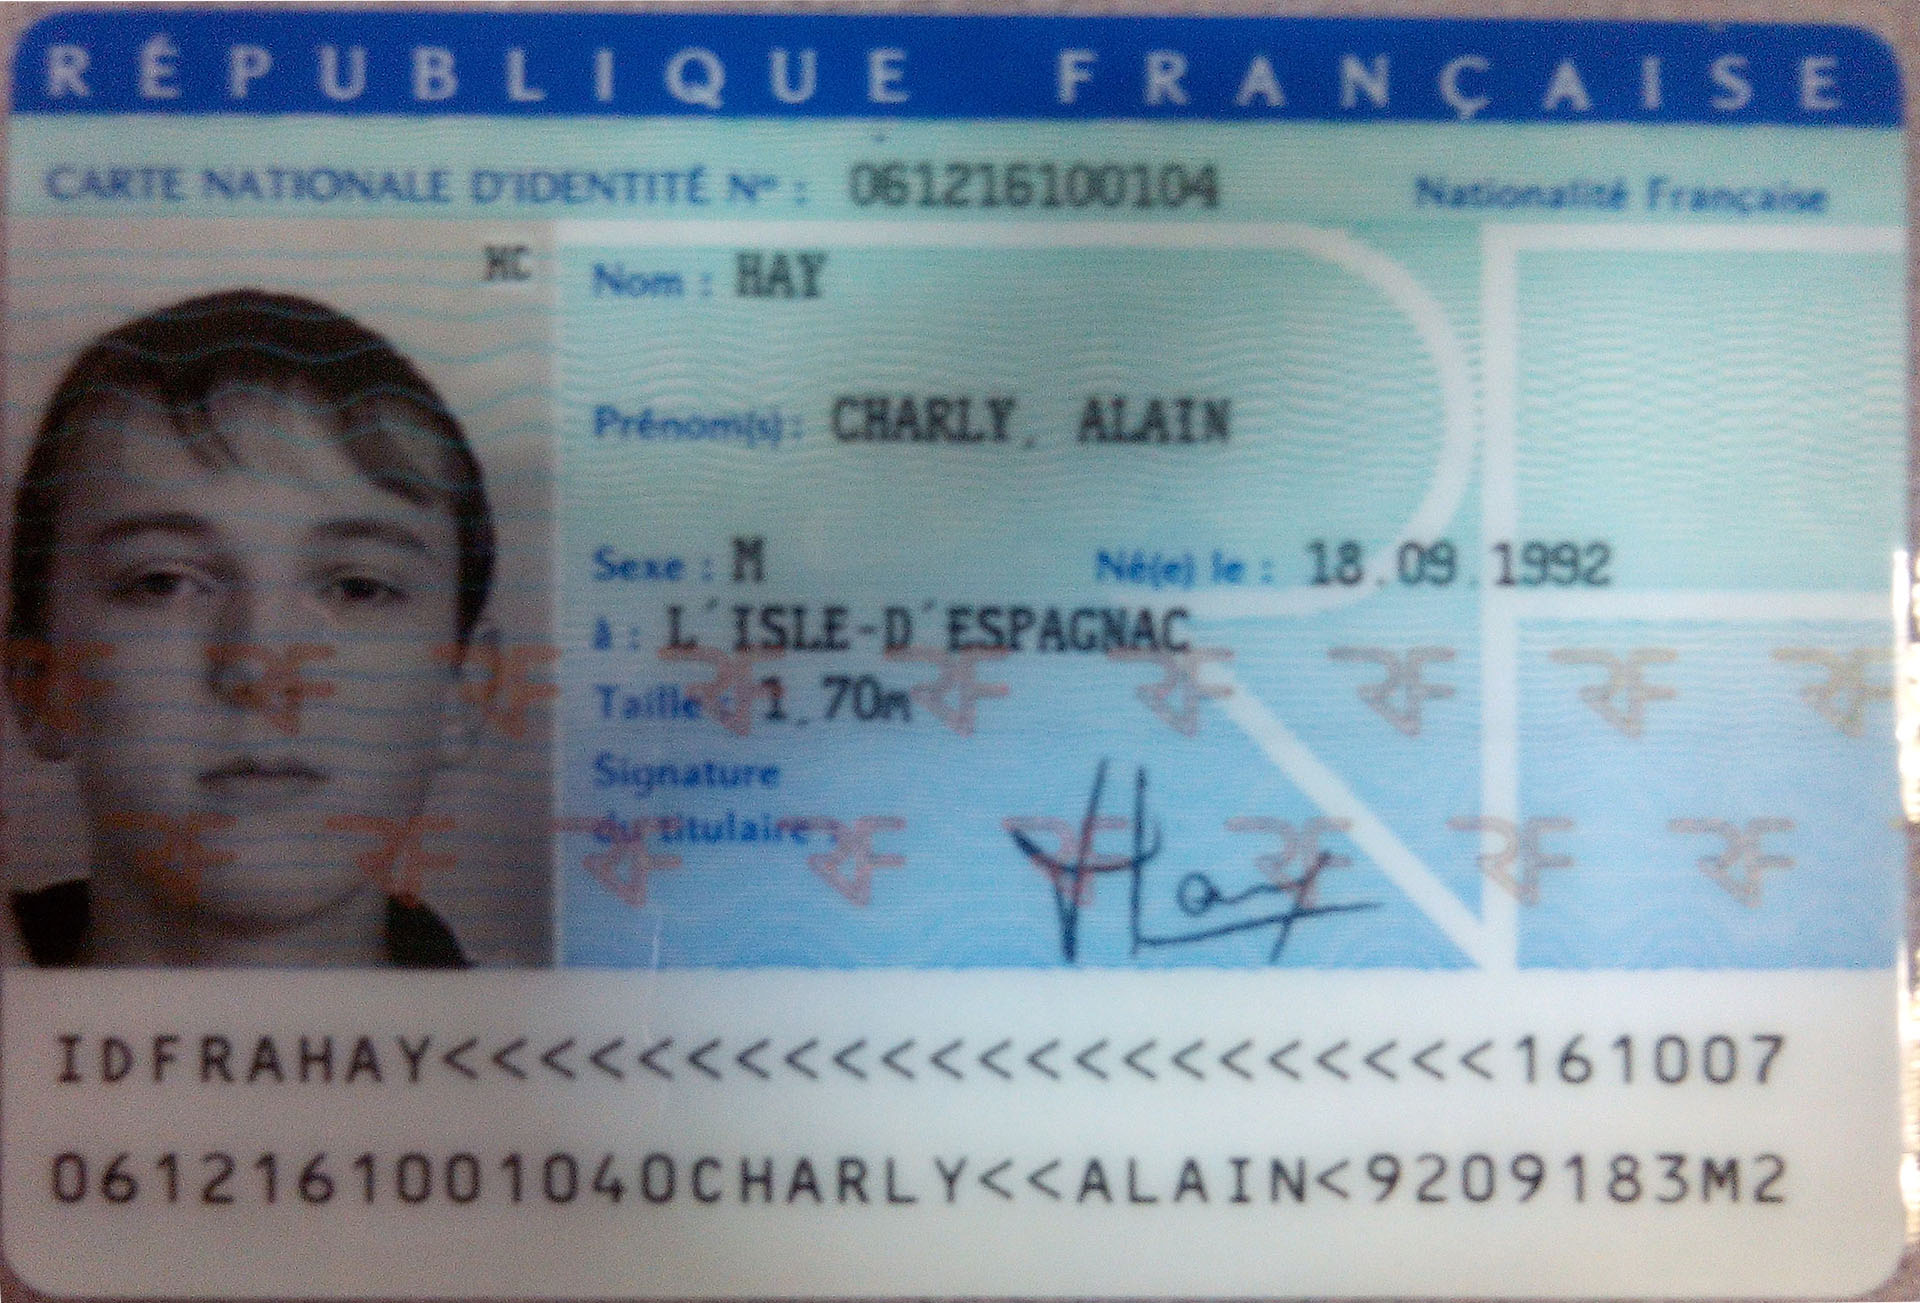 RÉPUBLIQUE FRANÇAISE
CARTE NATIONALE D'IDENTITÉ N° : 061216100104 Nationalité Française
MC
Nom : HAY
Prénom(s) : CHARLY, ALAIN
Sexe : M Né(e) le : 18.09.1992
à : L'ISLE-D'ESPAGNAC
Taille : 1,70m
Signature
du titulaire :
Hay
IDFRAHAY<<<<<<<<<<<<<<<<<<<<<<161007
0612161001040CHARLY<<ALAIN<9209183M2